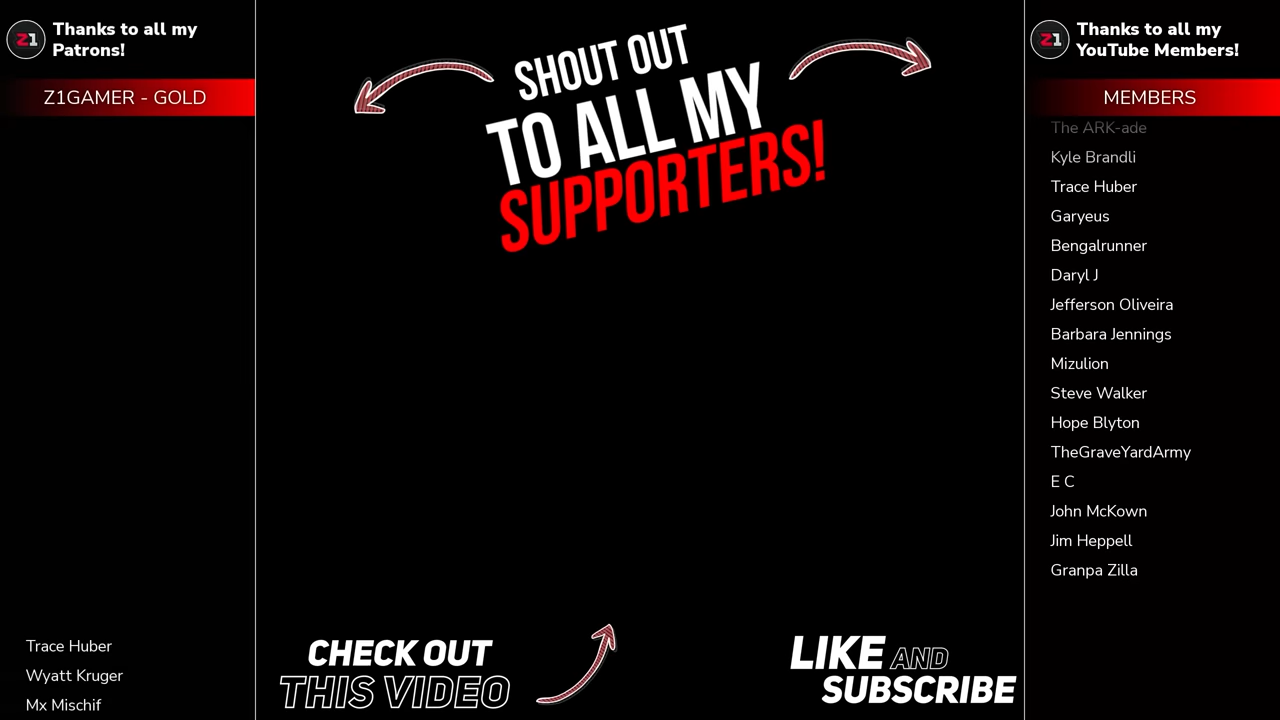 Z1
Thanks to all my
Patrons!
Z1GAMER - GOLD
Trace Huber
Wyatt Kruger
Mx Mischif
SHOUT OUT
TO ALL MY
SUPPORTERS!
CHECK OUT
THIS VIDEO
LIKE AND
SUBSCRIBE
Z1
Thanks to all my
YouTube Members!
MEMBERS
The ARK-ade
Kyle Brandli
Trace Huber
Garyeus
Bengalrunner
Daryl J
Jefferson Oliveira
Barbara Jennings
Mizulion
Steve Walker
Hope Blyton
TheGraveYardArmy
E C
John McKown
Jim Heppell
Granpa Zilla